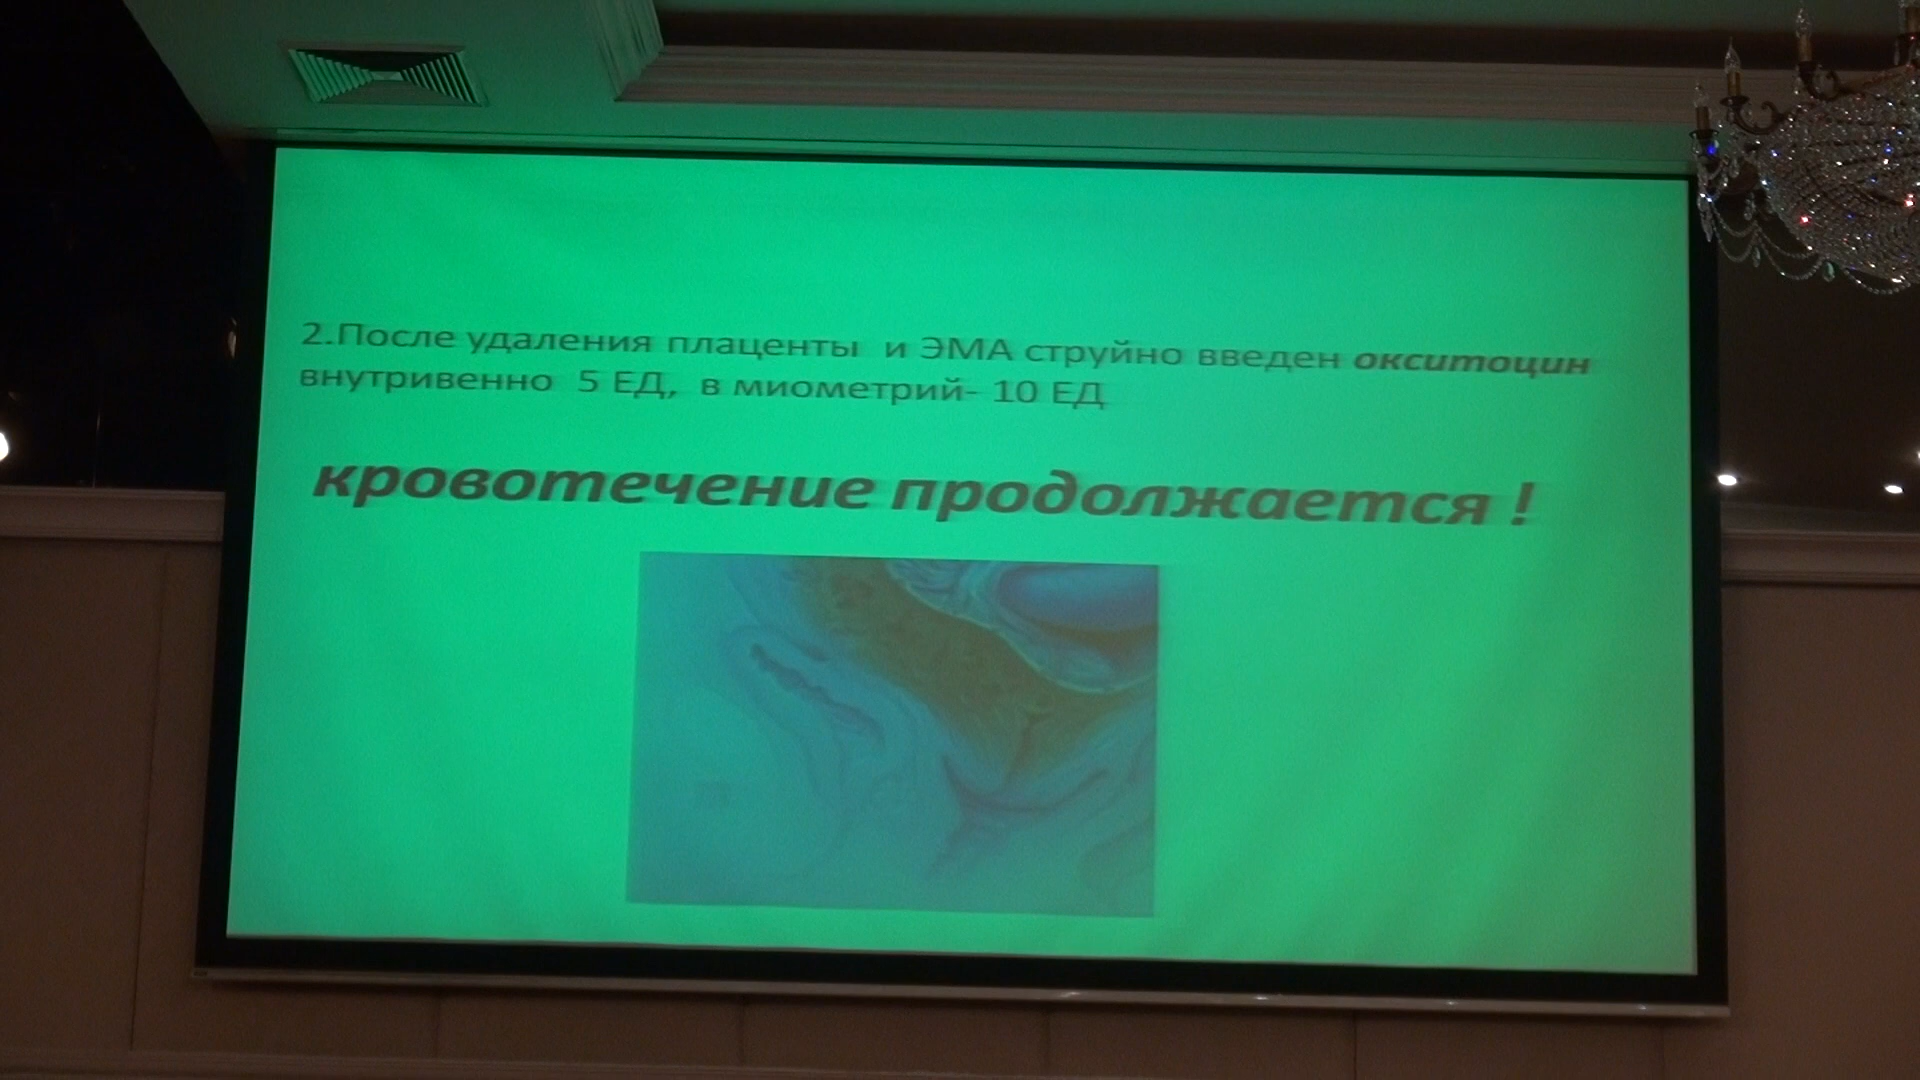 2.После удаления плаценты и ЭМА струйно введен окситоцин
внутривенно 5 ЕД, в миометрий- 10 ЕД
кровотечение продолжается !